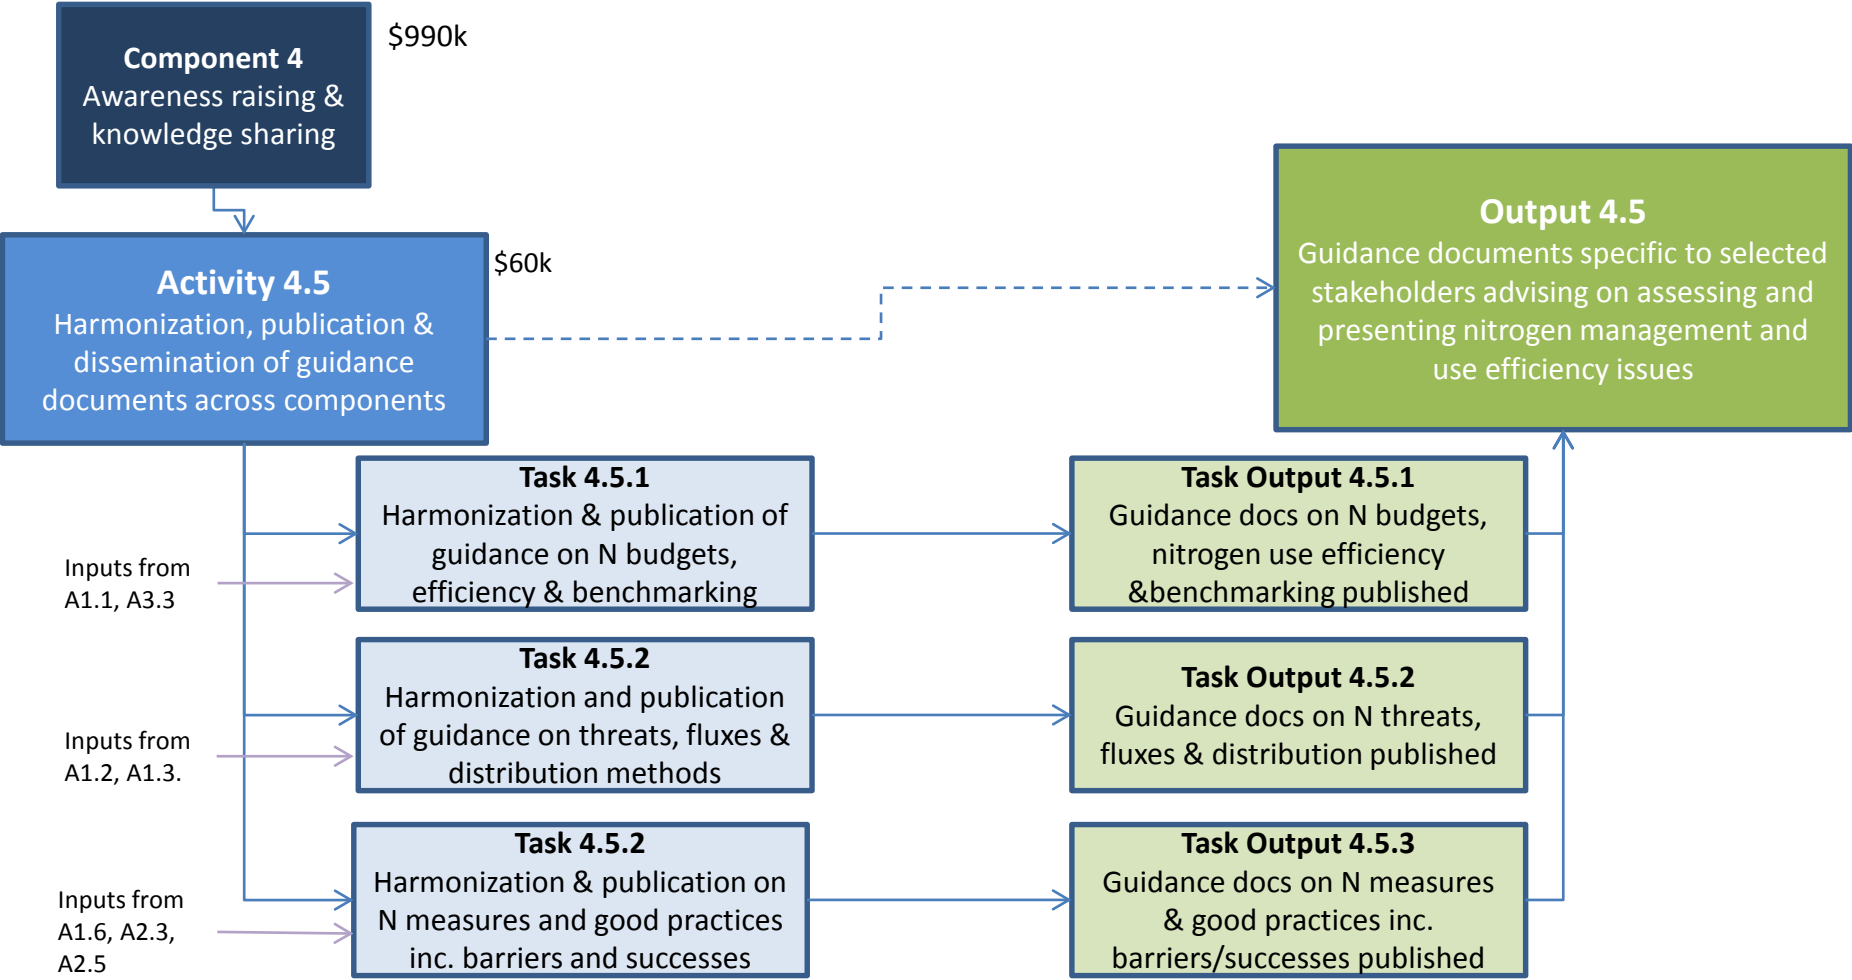 Component 4
Awareness raising &
knowledge sharing
$990k
Activity 4.5
Harmonization, publication &
dissemination of guidance
documents across components
$60k
Output 4.5
Guidance documents specific to selected
stakeholders advising on assessing and
presenting nitrogen management and
use efficiency issues
Inputs from
A1.1, A3.3
Task 4.5.1
Harmonization & publication of
guidance on N budgets,
efficiency & benchmarking
Task Output 4.5.1
Guidance docs on N budgets,
nitrogen use efficiency
&benchmarking published
Inputs from
A1.2, A1.3.
Task 4.5.2
Harmonization and publication
of guidance on threats, fluxes &
distribution methods
Task Output 4.5.2
Guidance docs on N threats,
fluxes & distribution published
Inputs from
A1.6, A2.3,
A2.5
Task 4.5.2
Harmonization & publication on
N measures and good practices
inc. barriers and successes
Task Output 4.5.3
Guidance docs on N measures
& good practices inc.
barriers/successes published